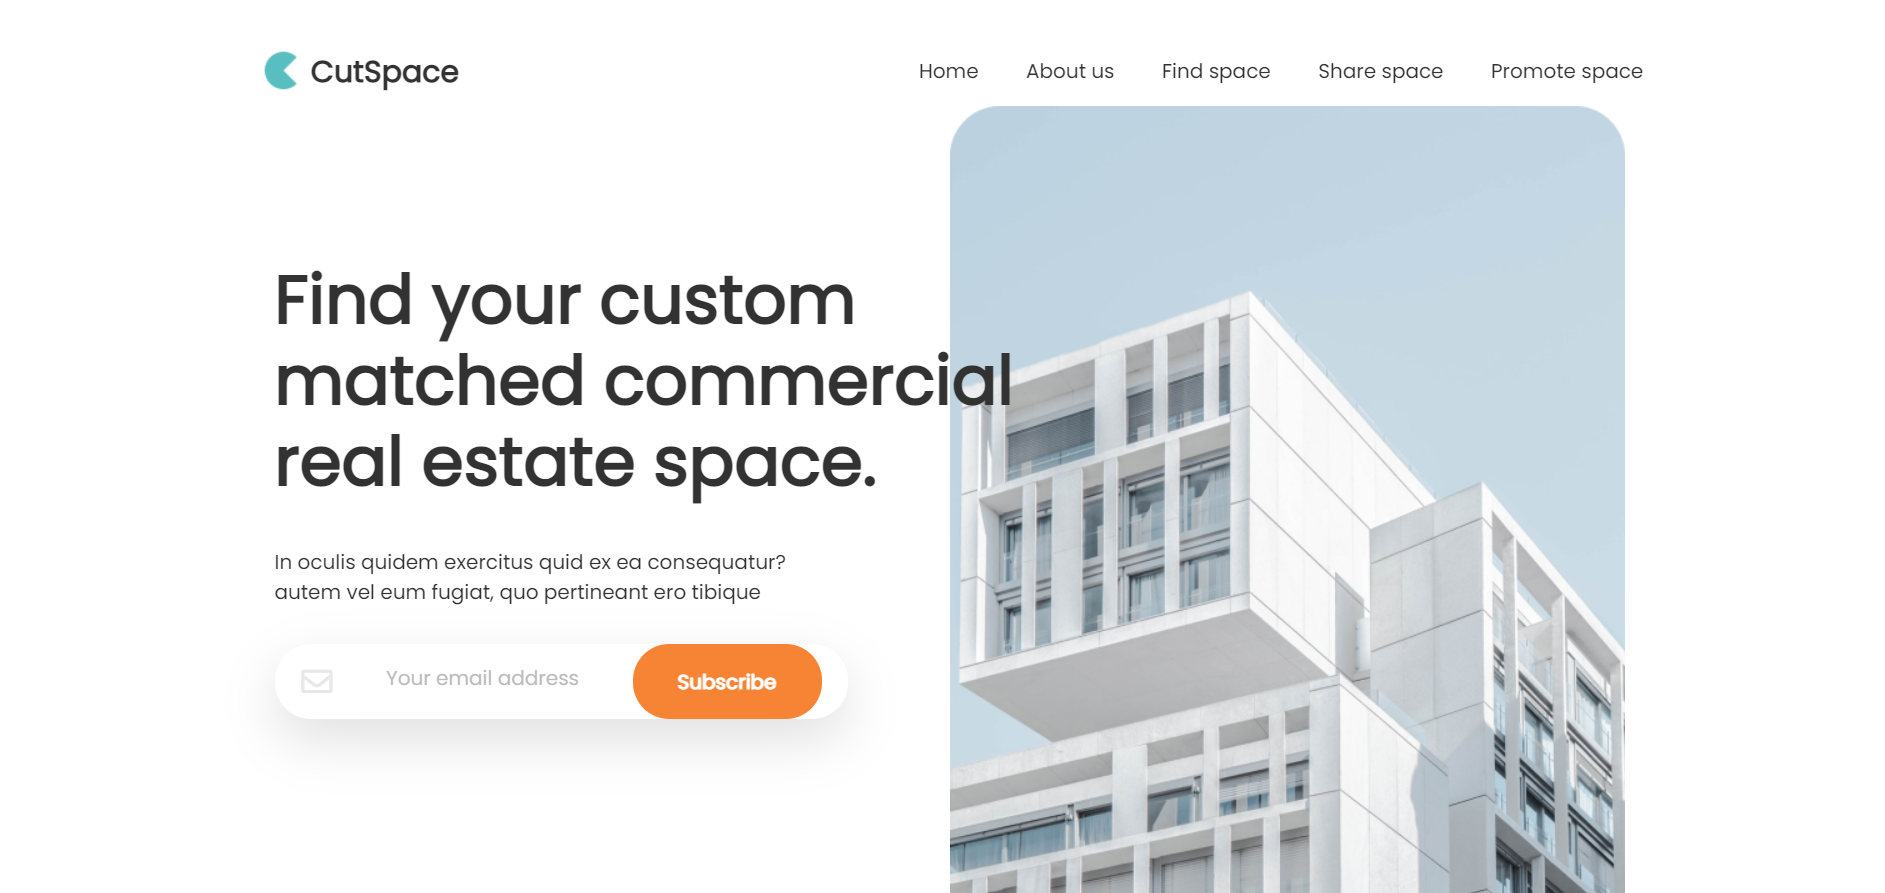 CutSpace
Home
About us
Find space
Share space
Promote space
Find your custom
matched commercial
real estate space.
In oculis quidem exercitus quid ex ea consequatur?
autem vel eum fugiat, quo pertineant ero tibique
Your email address
Subscribe